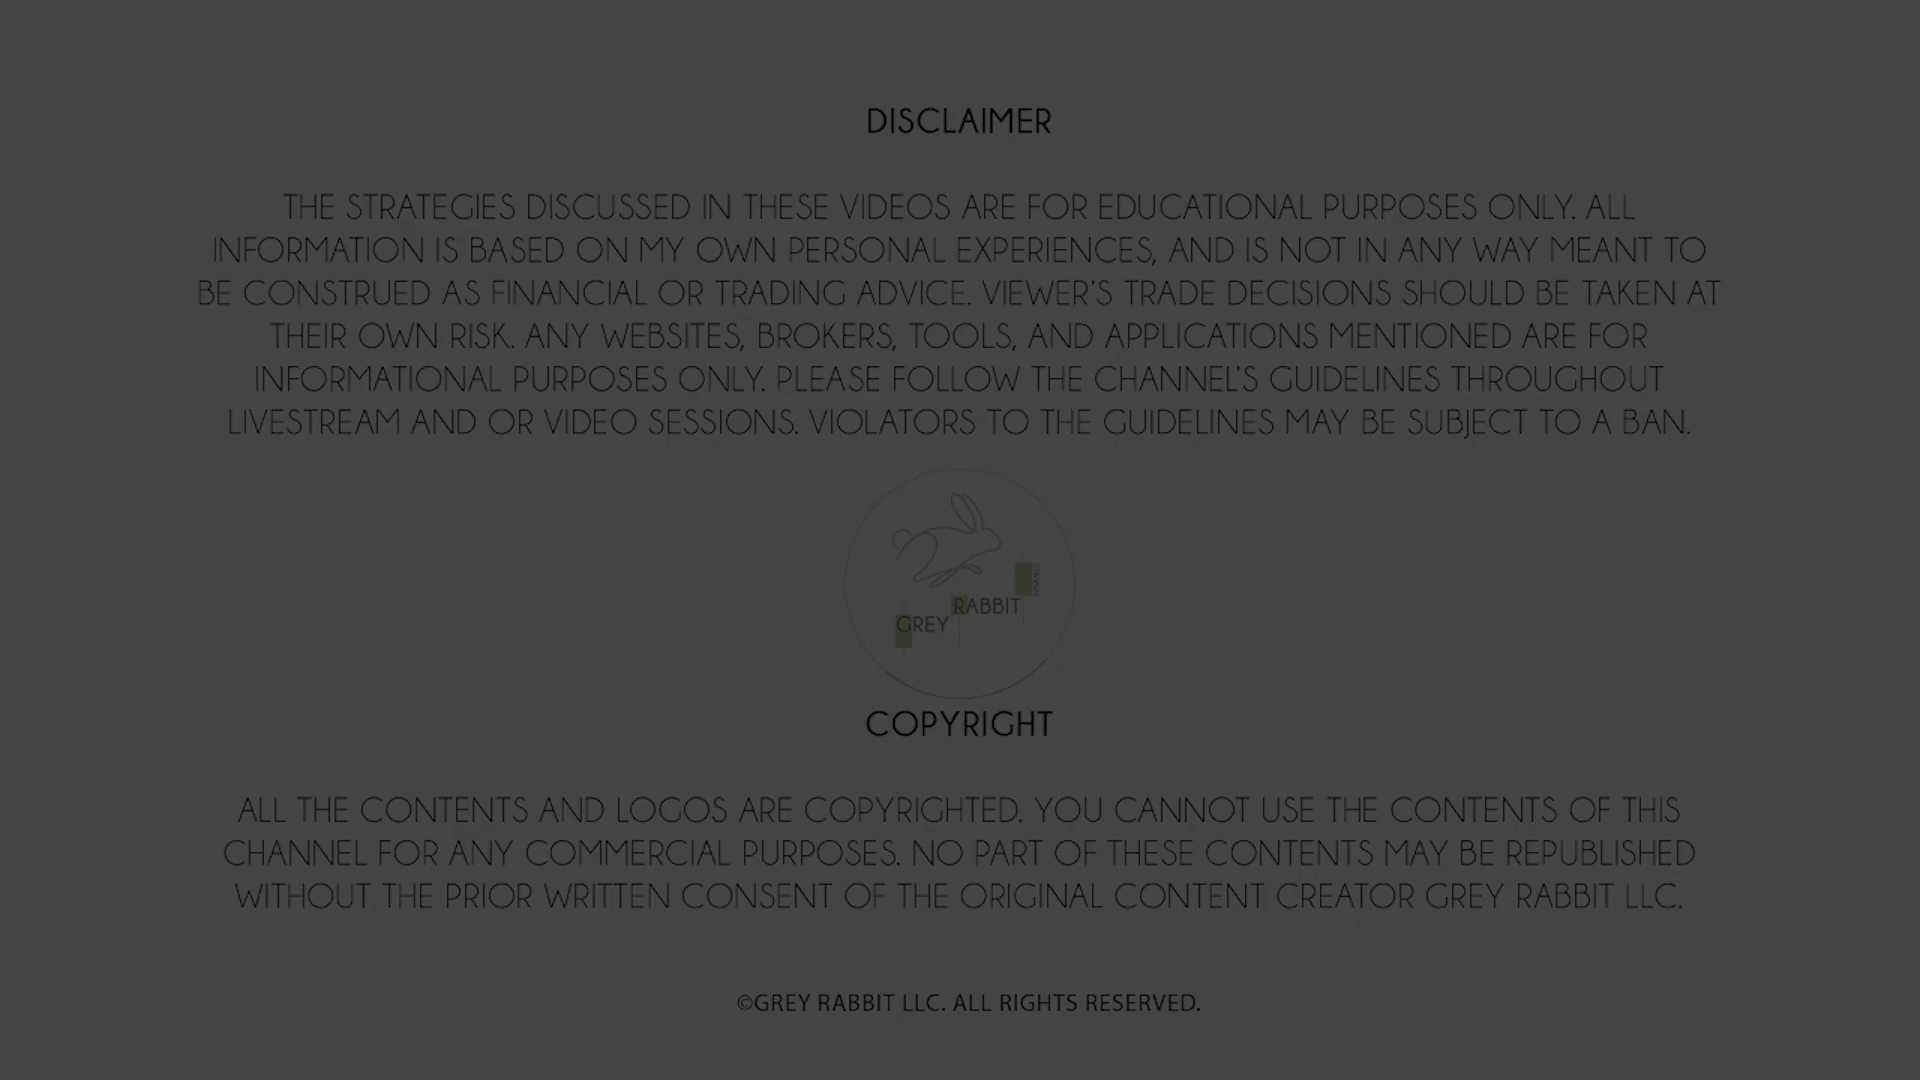 DISCLAIMER
THE STRATEGIES DISCUSSED IN THESE VIDEOS ARE FOR EDUCATIONAL PURPOSES ONLY. ALL
INFORMATION IS BASED ON MY OWN PERSONAL EXPERIENCES, AND IS NOT IN ANY WAY MEANT TO
BE CONSTRUED AS FINANCIAL OR TRADING ADVICE. VIEWER'S TRADE DECISIONS SHOULD BE TAKEN AT
THEIR OWN RISK. ANY WEBSITES, BROKERS, TOOLS, AND APPLICATIONS MENTIONED ARE FOR
INFORMATIONAL PURPOSES ONLY. PLEASE FOLLOW THE CHANNEL'S GUIDELINES THROUGHOUT
LIVESTREAM AND OR VIDEO SESSIONS. VIOLATORS TO THE GUIDELINES MAY BE SUBJECT TO A BAN.
GREY RABBIT
FINANCE
COPYRIGHT
ALL THE CONTENTS AND LOGOS ARE COPYRIGHTED. YOU CANNOT USE THE CONTENTS OF THIS
CHANNEL FOR ANY COMMERCIAL PURPOSES. NO PART OF THESE CONTENTS MAY BE REPUBLISHED
WITHOUT THE PRIOR WRITTEN CONSENT OF THE ORIGINAL CONTENT CREATOR GREY RABBIT LLC.
©GREY RABBIT LLC. ALL RIGHTS RESERVED.